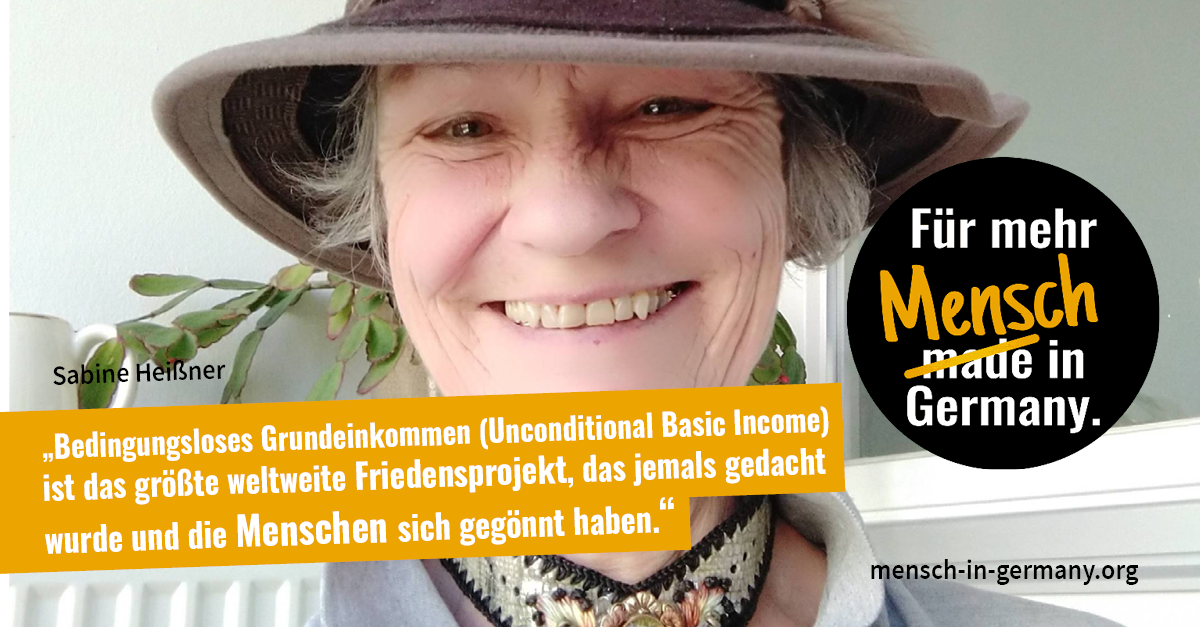 Sabine Heißner
„Bedingungsloses Grundeinkommen (Unconditional Basic Income)
ist das größte weltweite Friedensprojekt, das jemals gedacht
wurde und die Menschen sich gegönnt haben.“
Für mehr
Mensch
made in
Germany.
mensch-in-germany.org